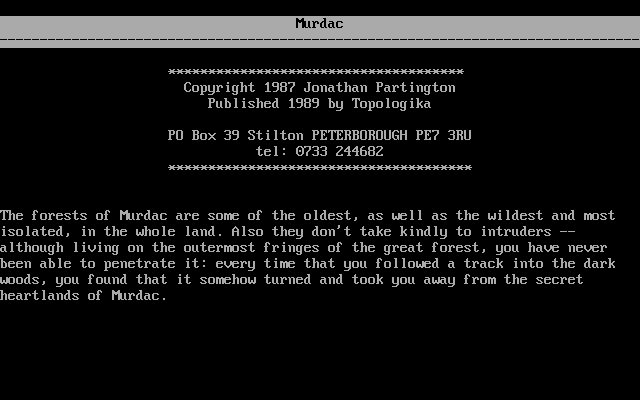 Murdac
*************************************
Copyright 1987 Jonathan Partington
Published 1989 by Topologika
PO Box 39 Stilton PETERBOROUGH PE7 3RU
tel: 0733 244682
**************************************
The forests of Murdac are some of the oldest, as well as the wildest and most
isolated, in the whole land. Also they don't take kindly to intruders --
although living on the outermost fringes of the great forest, you have never
been able to penetrate it: every time that you followed a track into the dark
woods, you found that it somehow turned and took you away from the secret
heartlands of Murdac.